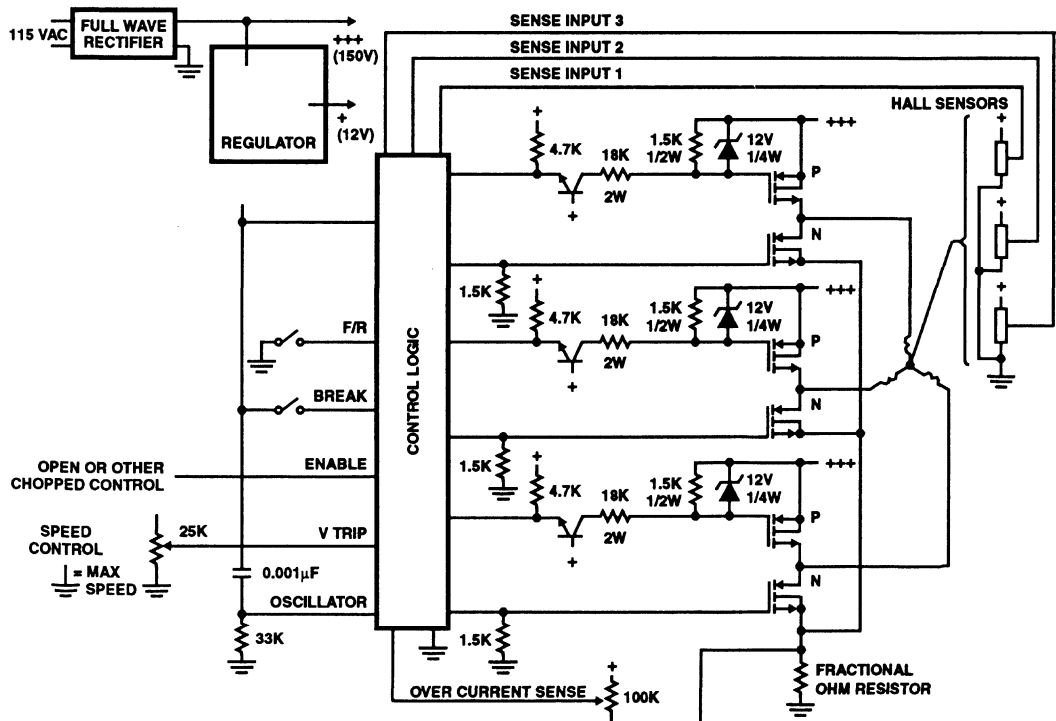 115 VAC
FULL WAVE
RECTIFIER
+++
(150V)
REGULATOR
+
(12V)
SENSE INPUT 3
SENSE INPUT 2
SENSE INPUT 1
HALL SENSORS
+
+
+
CONTROL LOGIC
F/R
BREAK
ENABLE
OPEN OR OTHER
CHOPPED CONTROL
SPEED
CONTROL
= MAX
SPEED
25K
V TRIP
0.001μF
OSCILLATOR
33K
+
4.7K
18K
2W
+
1.5K
1/2W
12V
1/4W
+++
P
N
1.5K
+
4.7K
18K
2W
+
1.5K
1/2W
12V
1/4W
+++
P
N
1.5K
+
4.7K
18K
2W
+
1.5K
1/2W
12V
1/4W
+++
P
N
1.5K
OVER CURRENT SENSE
+
100K
FRACTIONAL
OHM RESISTOR